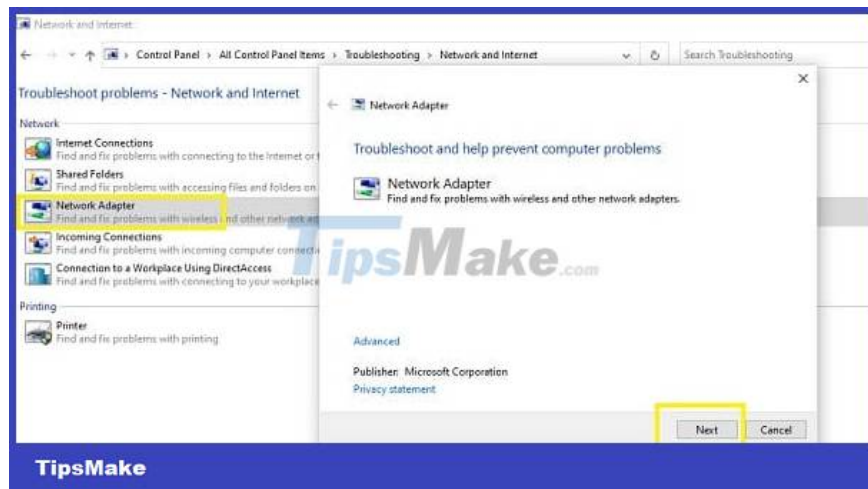 Network and Internet
Control Panel › All Control Panel Items › Troubleshooting › Network and Internet
Search Troubleshooting
Troubleshoot problems - Network and Internet
Network
Internet Connections
Find and fix problems with connecting to the Internet or
Shared Folders
Find and fix problems with accessing files and folders on
Network Adapter
Find and fix problems with wireless and other network
Incoming Connections
Find and fix problems with incoming computer
Connection to a Workplace Using DirectAccess
Find and fix problems with connecting to your workplace
Printing
Printer
Find and fix problems with printing
Network Adapter
Troubleshoot and help prevent computer problems
Network Adapter
Find and fix problems with wireless and other network adapters.
Advanced
Publisher: Microsoft Corporation
Privacy statement
Next
Cancel
TipsMake.com
TipsMake